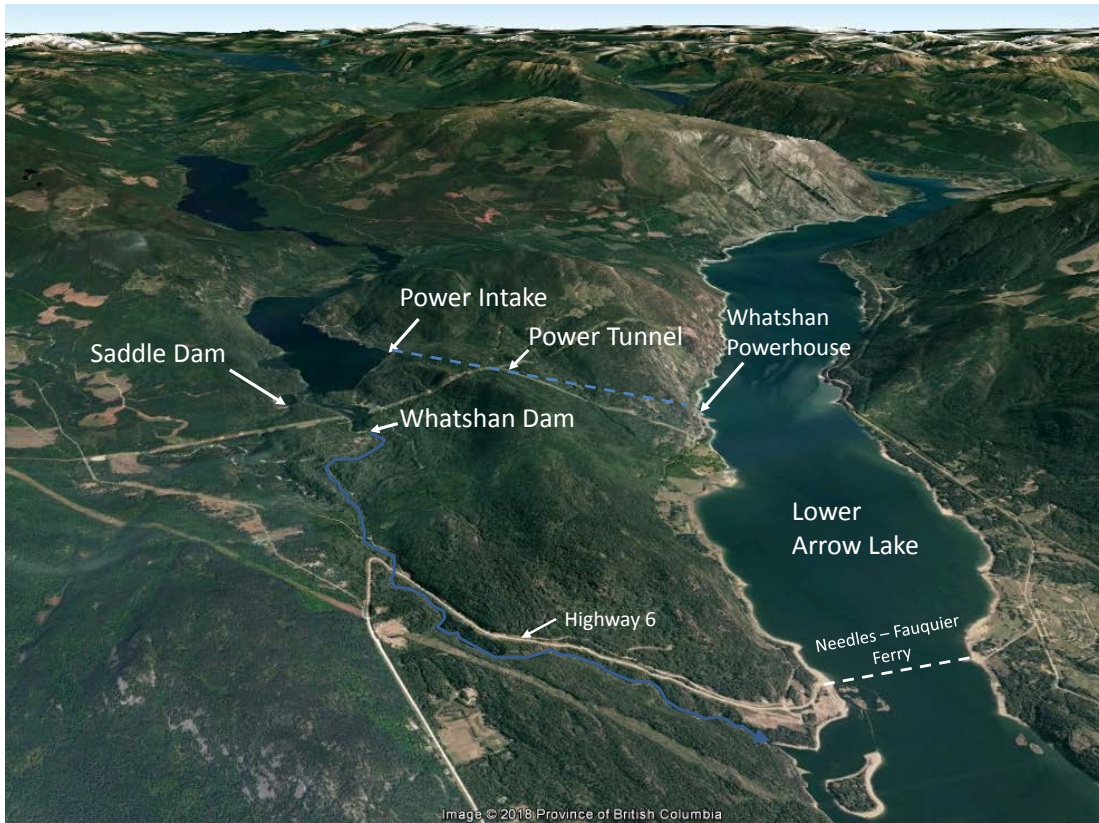 Power Intake
Power Tunnel
Whatshan
Powerhouse
Saddle Dam
Whatshan Dam
Lower
Arrow Lake
Highway 6
Needles – Fauquier
Ferry
Image © 2018 Province of British Columbia